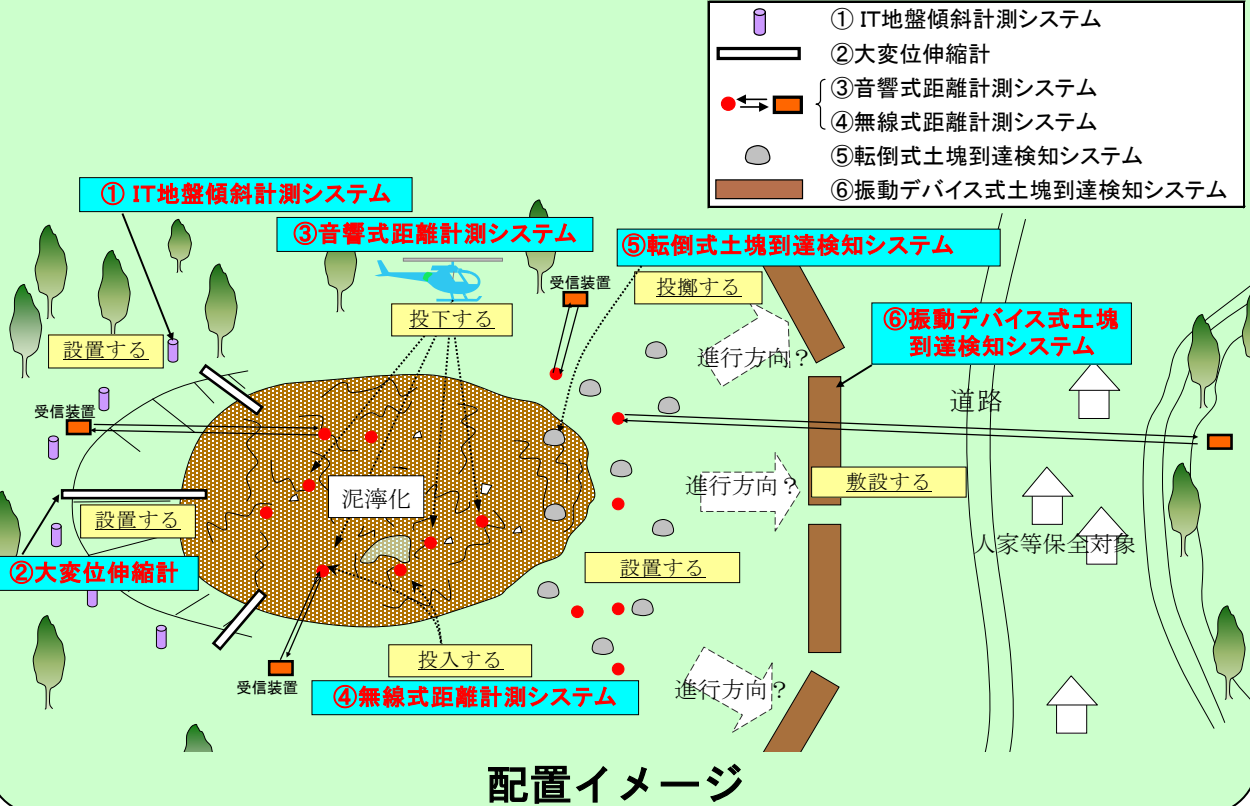 ① IT地盤傾斜計測システム
②大変位伸縮計
③音響式距離計測システム
④無線式距離計測システム
⑤転倒式土塊到達検知システム
⑥振動デバイス式土塊到達検知システム
① IT地盤傾斜計測システム
③音響式距離計測システム
⑤転倒式土塊到達検知システム
受信装置
投擲する
投下する
⑥振動デバイス式土塊
到達検知システム
設置する
進行方向?
道路
受信装置
泥濘化
進行方向?
敷設する
設置する
人家等保全対象
②大変位伸縮計
設置する
投入する
受信装置
④無線式距離計測システム
進行方向?
配置イメージ